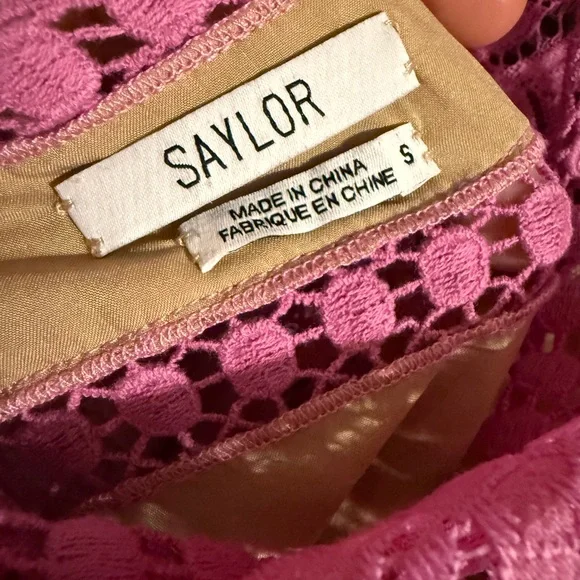 SAYLOR
S
MADE IN CHINA
FABRIQUE EN CHINE